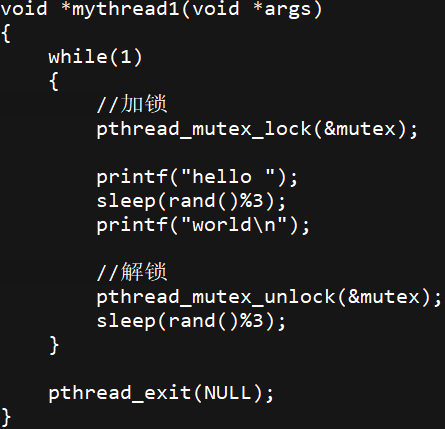 void *mythread1(void *args)
{
    while(1)
    {
        //加锁
        pthread_mutex_lock(&mutex);

        printf("hello ");
        sleep(rand()%3);
        printf("world\n");

        //解锁
        pthread_mutex_unlock(&mutex);
        sleep(rand()%3);
    }

    pthread_exit(NULL);
}